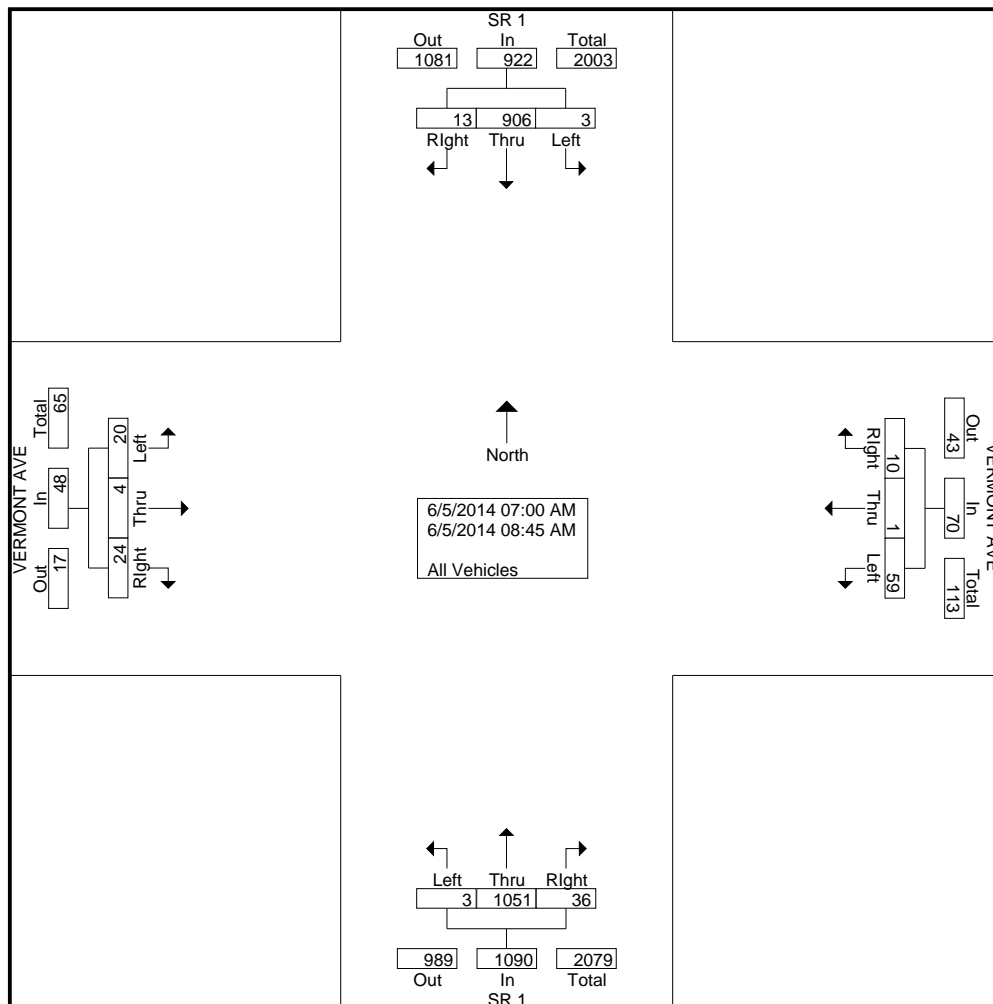 SR 1
Out In Total
1081 922 2003
13 906 3
RIght Thru Left
VERMONT AVE
Total In Out
65 48 17
20 4 24
Left Thru RIght
North
6/5/2014 07:00 AM
6/5/2014 08:45 AM
All Vehicles
RIght Thru Left
10 1 59
Out In Total
43 70 113
VERMONT AVE
Left Thru RIght
3 1051 36
989 1090 2079
Out In Total
SR 1